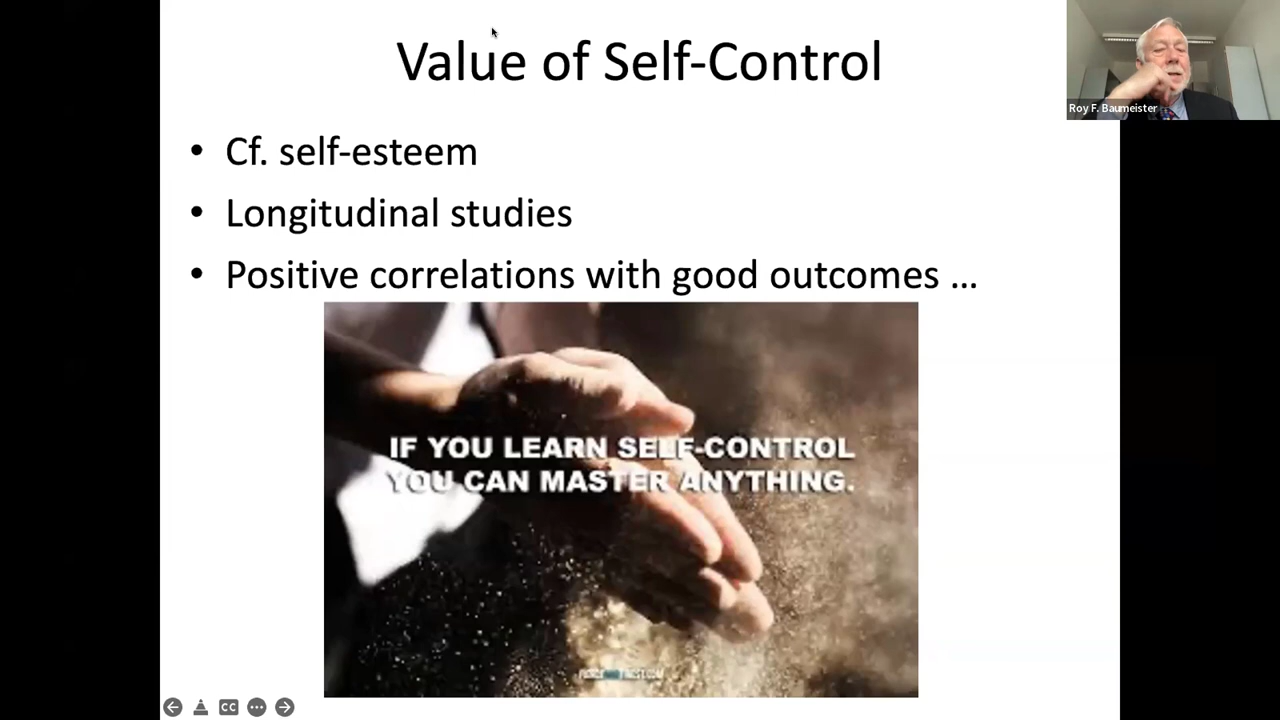 Value of Self-Control
Roy F. Baumeister
• Cf. self-esteem
• Longitudinal studies
• Positive correlations with good outcomes ...
IF YOU LEARN SELF-CONTROL
YOU CAN MASTER ANYTHING.
CC